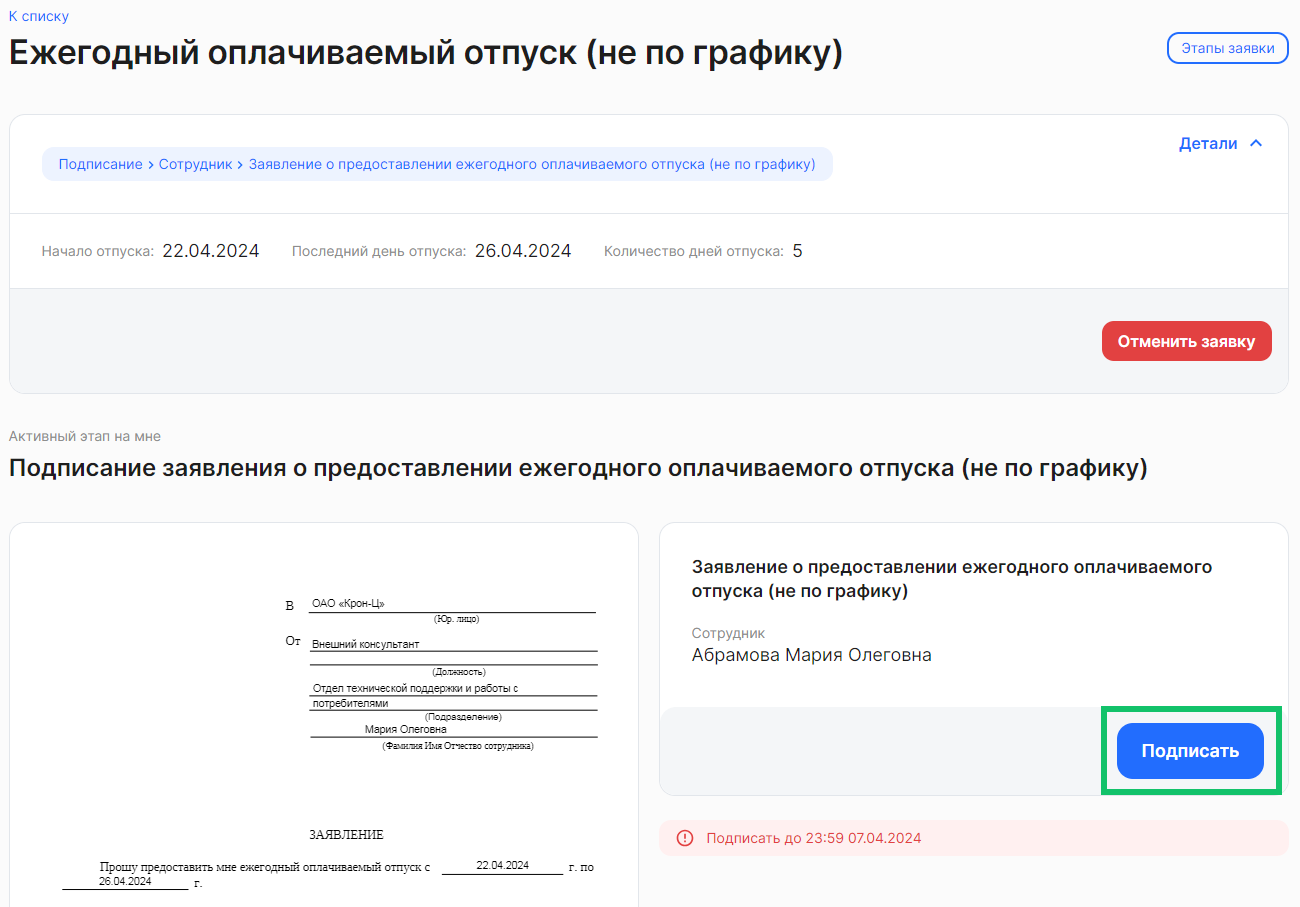 К списку
Ежегодный оплачиваемый отпуск (не по графику)
Этапы заявки
Детали
Подписание > Сотрудник > Заявление о предоставлении ежегодного оплачиваемого отпуска (не по графику)
Начало отпуска: 22.04.2024 Последний день отпуска: 26.04.2024 Количество дней отпуска: 5
Отменить заявку
Активный этап на мне
Подписание заявления о предоставлении ежегодного оплачиваемого отпуска (не по графику)
В ОАО «Крон-Ц»
(Юр. лицо)
От Внешний консультант
(Должность)
Отдел технической поддержки и работы с
потребителями
(Подразделение)
Мария Олеговна
(Фамилия Имя Отчество сотрудника)
ЗАЯВЛЕНИЕ
Прошу предоставить мне ежегодный оплачиваемый отпуск с 22.04.2024 г. по
26.04.2024 г.
Заявление о предоставлении ежегодного оплачиваемого
отпуска (не по графику)
Сотрудник
Абрамова Мария Олеговна
Подписать
Подписать до 23:59 07.04.2024